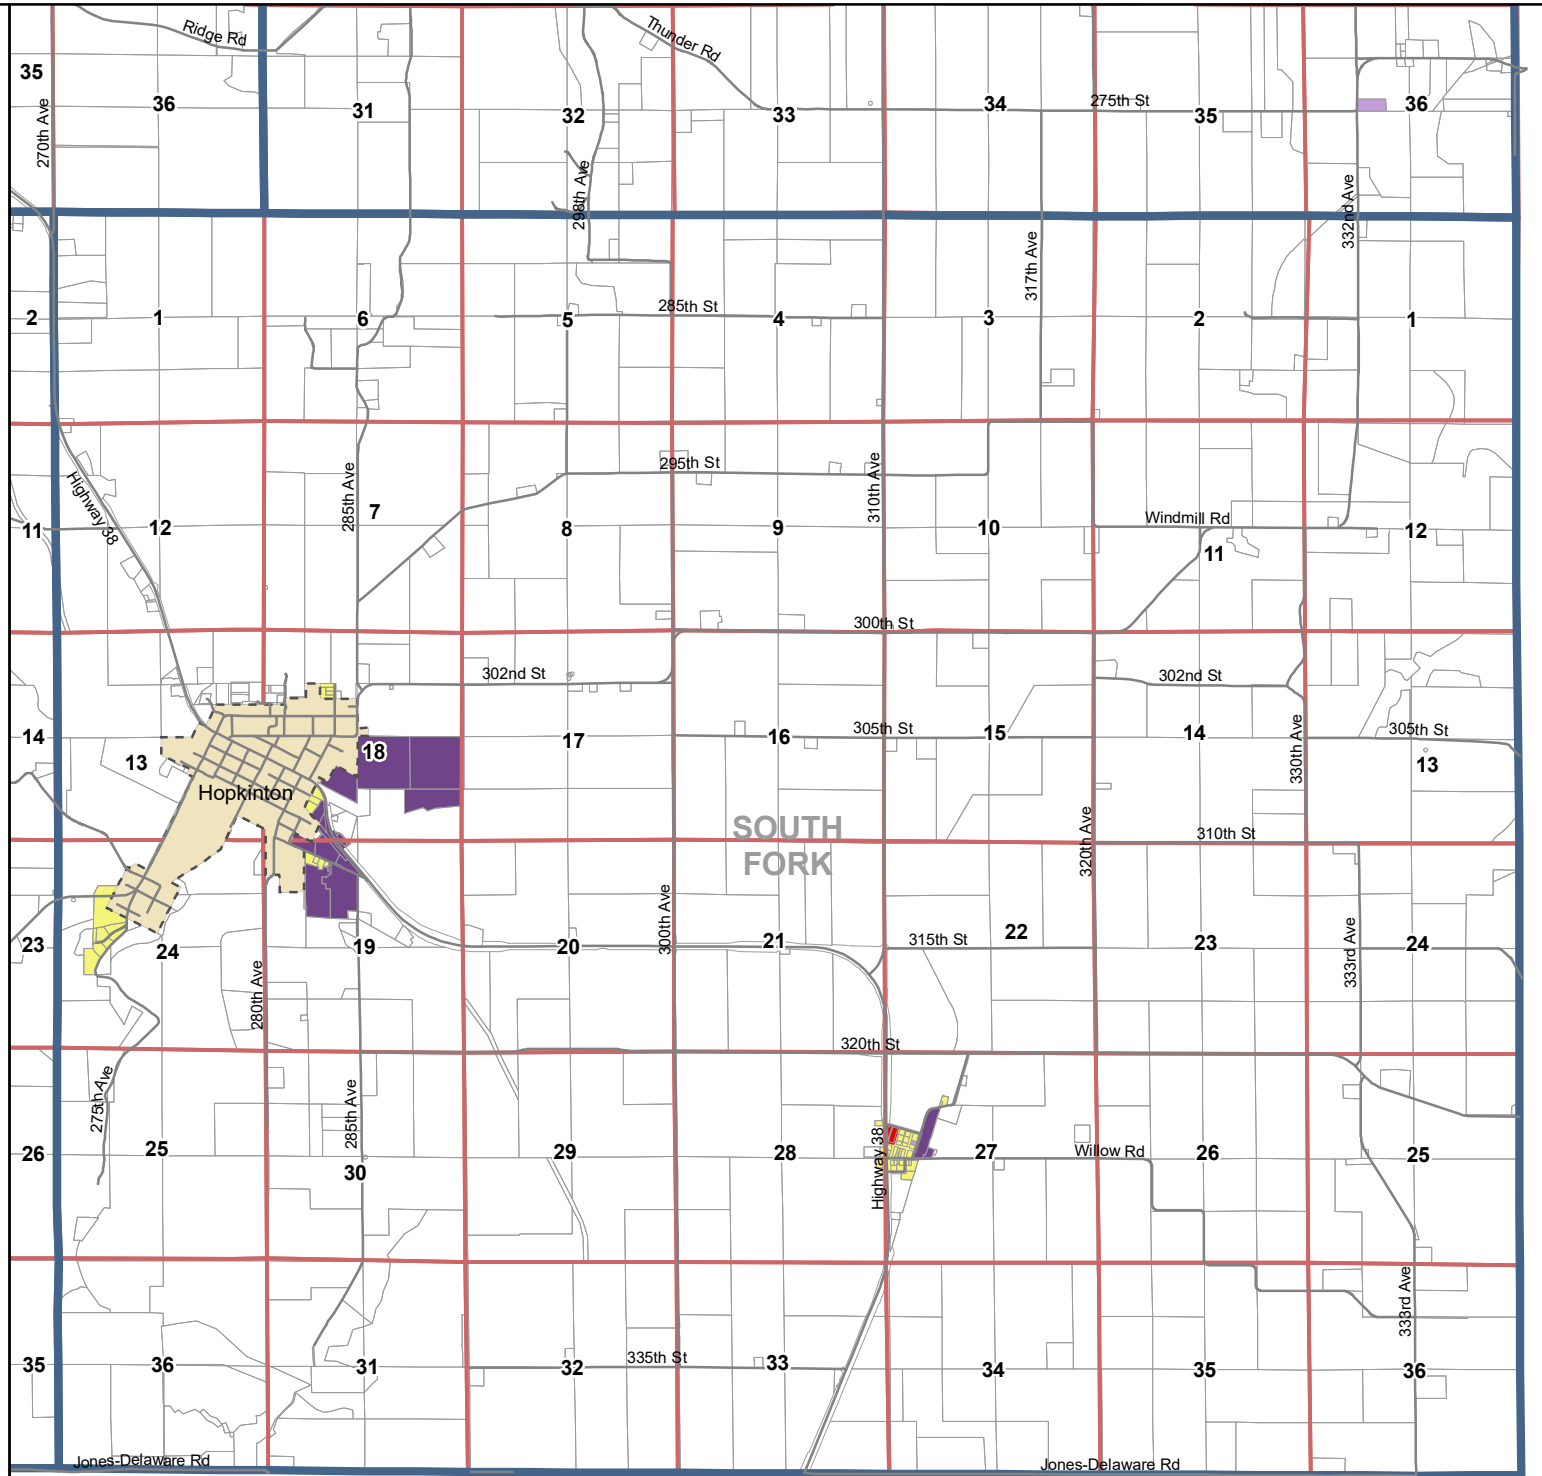 Ridge Rd
Thunder Rd
35
36
31
32
33
34
275th St
35
36
270th Ave
298th Ave
332nd Ave
317th Ave
285th St
2
1
6
5
4
3
2
1
Highway 38
285th Ave
295th St
310th Ave
7
Windmill Rd
11
12
8
9
10
11
12
300th St
302nd St
302nd St
14
13
18
17
16
305th St
15
14
330th Ave
305th St
13
Hopkinton
SOUTH
FORK
320th Ave
310th St
300th Ave
333rd Ave
23
24
19
20
21
315th St
22
23
24
280th Ave
320th St
275th Ave
285th Ave
Highway 38
26
25
30
29
28
27
Willow Rd
26
25
333rd Ave
35
36
31
32
335th St
33
34
35
36
Jones-Delaware Rd
Jones-Delaware Rd